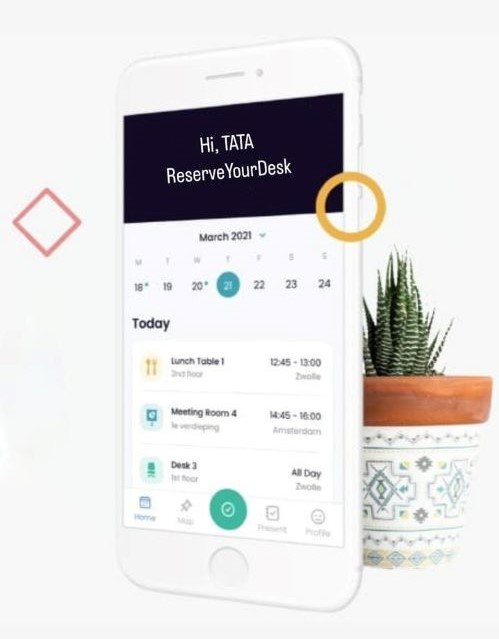 Hi, TATA
ReserveYourDesk
March 2021
M T W T F S S
18 19 20 21 22 23 24
Today
Lunch Table 1 12:45 - 13:00
2nd floor Zwolle
Meeting Room 4 14:45 - 16:00
1e verdieping Amsterdam
Desk 3 All Day
1st floor Zwolle
Home Map Present Profile